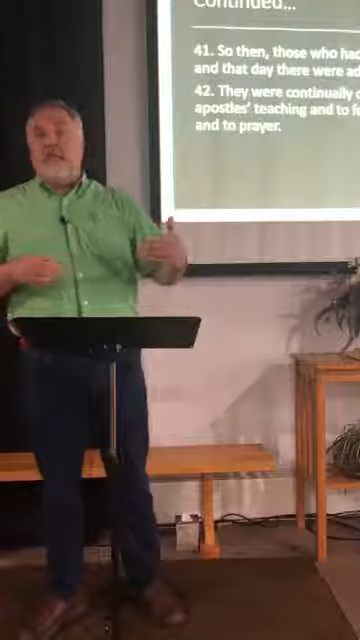 Continued...
41. So then, those who had
and that day there were
42. They were continually
apostles' teaching and to
and to prayer.